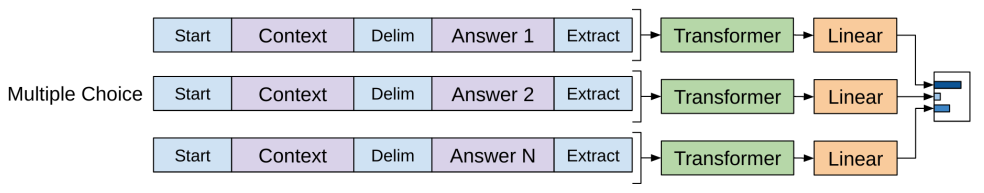 Start Context Delim Answer 1 Extract Transformer Linear
Multiple Choice Start Context Delim Answer 2 Extract Transformer Linear
Start Context Delim Answer N Extract Transformer Linear